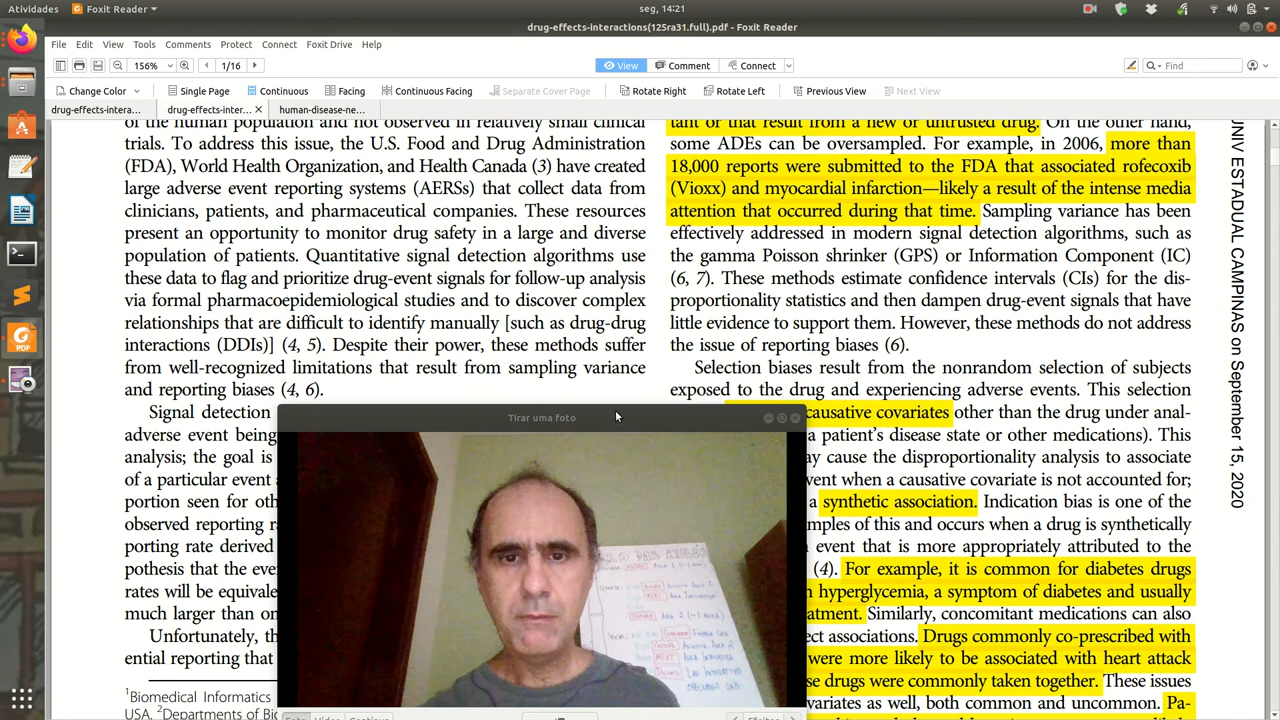 Atividades
Foxit Reader
seg, 14:21
drug-effects-interactions(125ra31.full).pdf - Foxit Reader
File Edit View Tools Comments Protect Connect Foxit Drive Help
156% 1/16 View Comment Connect Find
Change Color Single Page Continuous Facing Continuous Facing Separate Cover Page Rotate Right Rotate Left Previous View Next View
drug-effects-intera... drug-effects-inter... human-disease-ne...
of the human population and not observed in relatively small clinical
trials. To address this issue, the U.S. Food and Drug Administration
(FDA), World Health Organization, and Health Canada (3) have created
large adverse event reporting systems (AERSs) that collect data from
clinicians, patients, and pharmaceutical companies. These resources
present an opportunity to monitor drug safety in a large and diverse
population of patients. Quantitative signal detection algorithms use
these data to flag and prioritize drug-event signals for follow-up analysis
via formal pharmacoepidemiological studies and to discover complex
relationships that are difficult to identify manually [such as drug-drug
interactions (DDIs)] (4, 5). Despite their power, these methods suffer
from well-recognized limitations that result from sampling variance
and reporting biases (4, 6).
Signal detection
adverse event being
analysis; the goal is
of a particular event
portion seen for oth
observed reporting r
porting rate derived
pothesis that the eve
rates will be equivale
much larger than on
Unfortunately, th
ential reporting that
1Biomedical Informatics
USA. 2Departments of Bi
tant or that result from a new or untrusted drug. On the other hand,
some ADEs can be oversampled. For example, in 2006, more than
18,000 reports were submitted to the FDA that associated rofecoxib
(Vioxx) and myocardial infarction—likely a result of the intense media
attention that occurred during that time. Sampling variance has been
effectively addressed in modern signal detection algorithms, such as
the gamma Poisson shrinker (GPS) or Information Component (IC)
(6, 7). These methods estimate confidence intervals (CIs) for the dis-
proportionality statistics and then dampen drug-event signals that have
little evidence to support them. However, these methods do not address
the issue of reporting biases (6).
Selection biases result from the nonrandom selection of subjects
exposed to the drug and experiencing adverse events. This selection
causative covariates other than the drug under anal-
a patient's disease state or other medications). This
ay cause the disproportionality analysis to associate
vent when a causative covariate is not accounted for;
a synthetic association. Indication bias is one of the
mples of this and occurs when a drug is synthetically
event that is more appropriately attributed to the
(4). For example, it is common for diabetes drugs
hyperglycemia, a symptom of diabetes and usually
atment. Similarly, concomitant medications can also
ect associations. Drugs commonly co-prescribed with
were more likely to be associated with heart attack
se drugs were commonly taken together. These issues
variates as well, both common and uncommon. Pa-
UNIV ESTADUAL CAMPINAS on September 15, 2020
Tirar uma foto